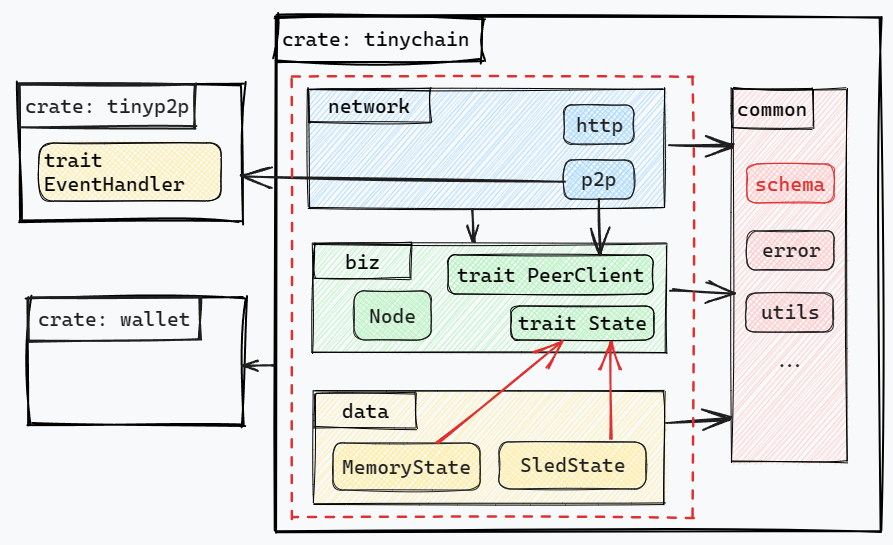 crate: tinychain
crate: tinyp2p
trait
EventHandler
crate: wallet
network
http
p2p
biz
trait PeerClient
Node
trait State
data
MemoryState
SledState
common
schema
error
utils
...